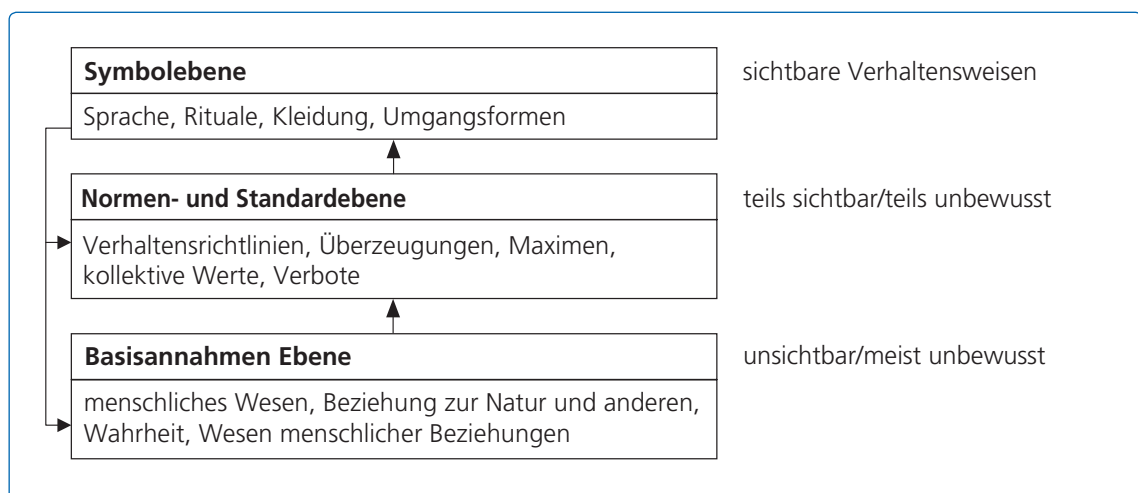 Symbolebene
sichtbare Verhaltensweisen
Sprache, Rituale, Kleidung, Umgangsformen
Normen- und Standardebene
teils sichtbar/teils unbewusst
Verhaltensrichtlinien, Überzeugungen, Maximen,
kollektive Werte, Verbote
Basisannahmen Ebene
unsichtbar/meist unbewusst
menschliches Wesen, Beziehung zur Natur und anderen,
Wahrheit, Wesen menschlicher Beziehungen